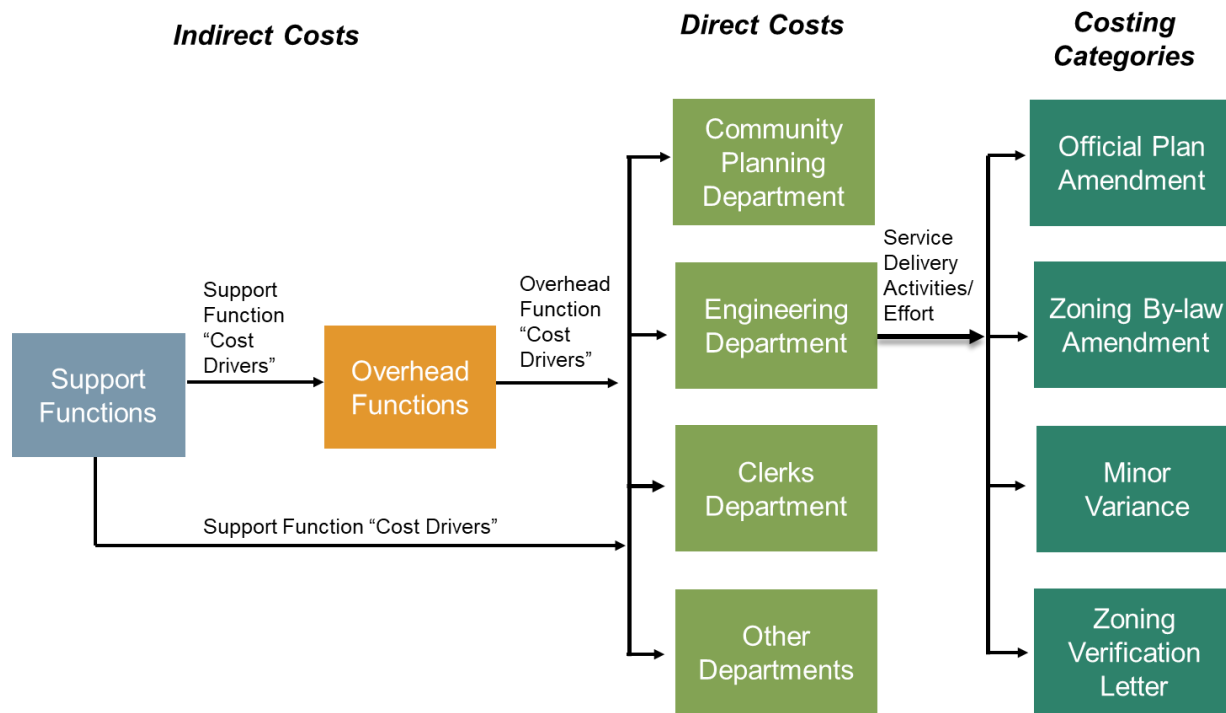 Indirect Costs
Direct Costs
Costing
Categories
Support
Functions
Support
Function
“Cost
Drivers”
Overhead
Functions
Overhead
Function
“Cost
Drivers”
Support Function “Cost Drivers”
Community
Planning
Department
Engineering
Department
Clerks
Department
Other
Departments
Service
Delivery
Activities/
Effort
Official Plan
Amendment
Zoning By-law
Amendment
Minor
Variance
Zoning
Verification
Letter